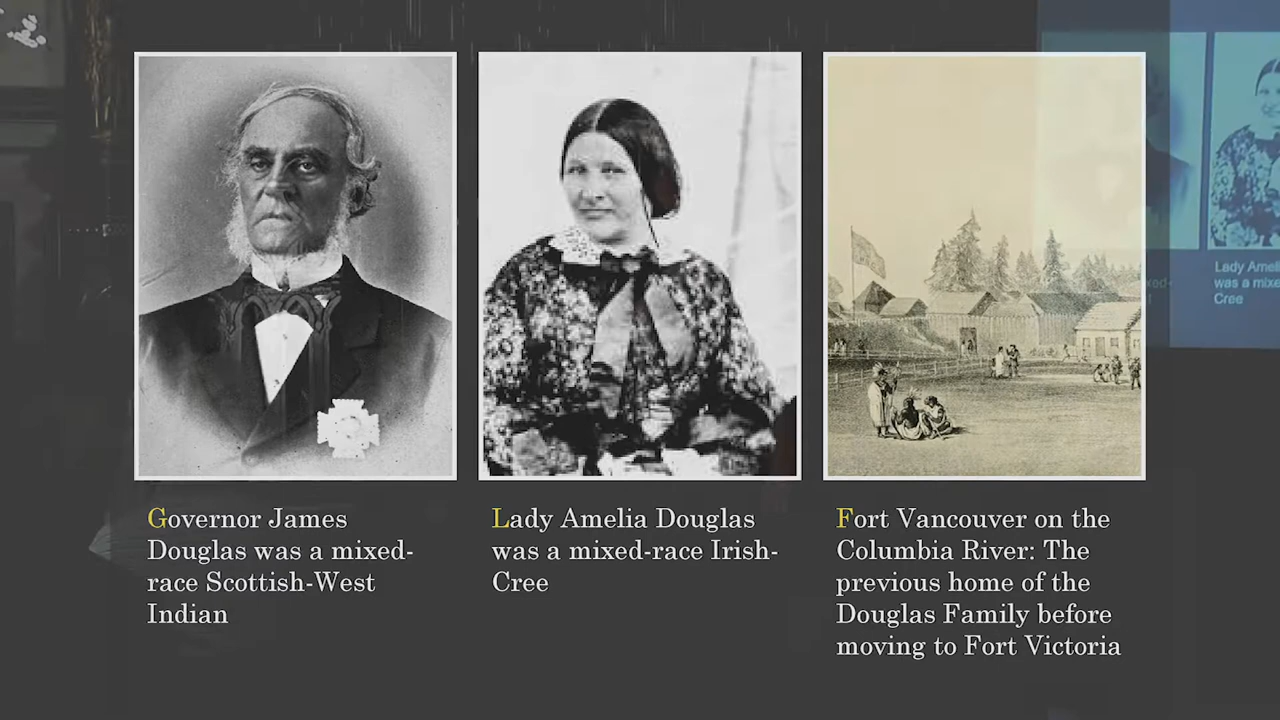 Governor James
Douglas was a mixed-
race Scottish-West
Indian
Lady Amelia Douglas
was a mixed-race Irish-
Cree
Fort Vancouver on the
Columbia River: The
previous home of the
Douglas Family before
moving to Fort Victoria
Lady
was a
Cree